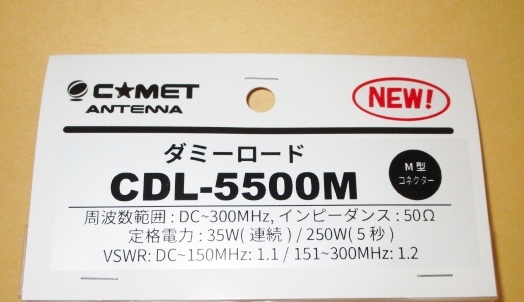 C★MET
ANTENNA
NEW!
ダミーロード
CDL-5500M
M型
コネクター
周波数範囲 : DC~300MHz, インピーダンス : 50Ω
定格電力 : 35W( 連続 ) / 250W( 5 秒 )
VSWR: DC~150MHz: 1.1 / 151~300MHz: 1.2